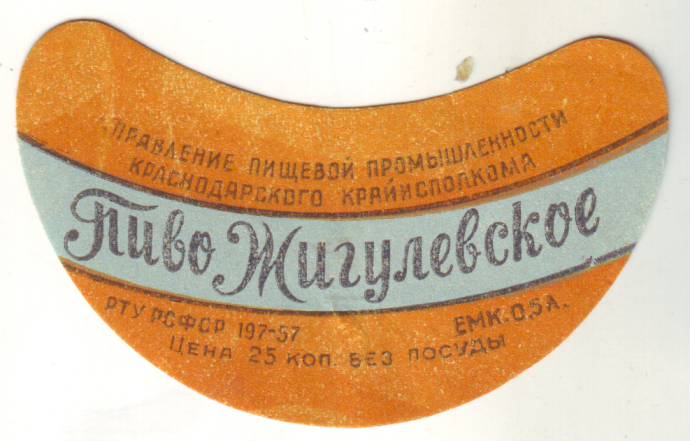 УПРАВЛЕНИЕ ПИЩЕВОЙ ПРОМЫШЛЕННОСТИ
КРАСНОДАРСКОГО КРАЙИСПОЛКОМА
Пиво Жигулевское
РТУ РСФСР 197-57 ЕМК. 0,5 Л.
ЦЕНА 25 КОП. БЕЗ ПОСУДЫ